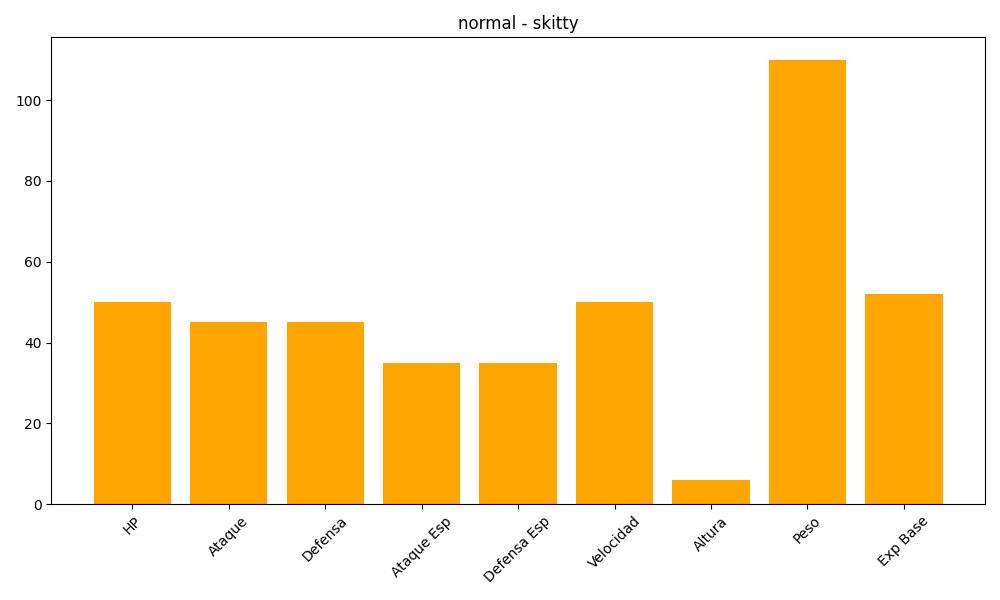 normal - skitty
100
80
60
40
20
0
HP
Ataque
Defensa
Ataque Esp
Defensa Esp
Velocidad
Altura
Peso
Exp Base